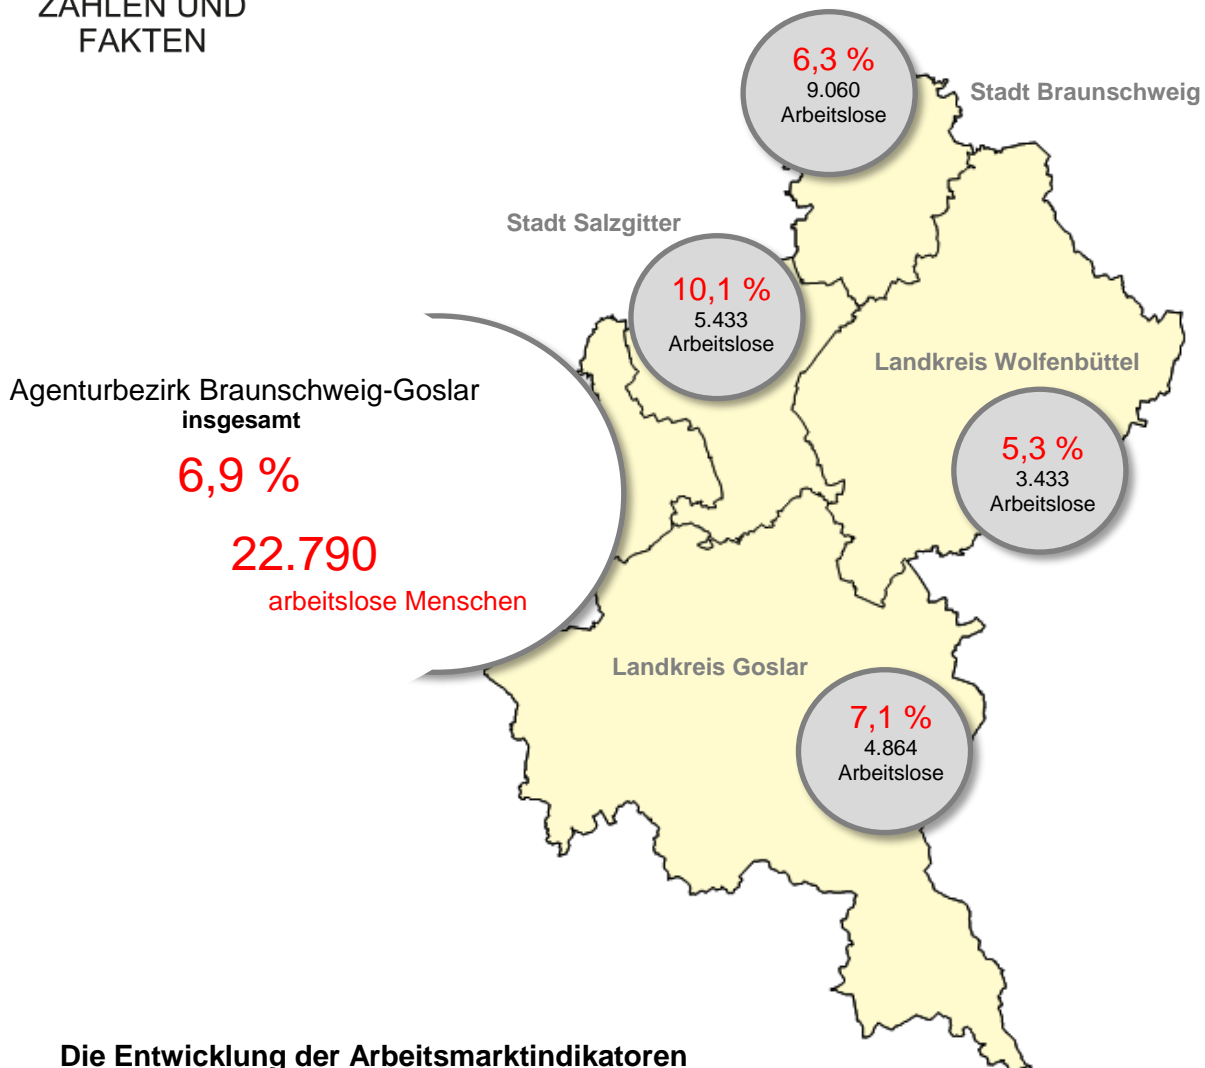 ZAHLEN UND
FAKTEN
6,3 %
9.060
Arbeitslose
Stadt Braunschweig
Stadt Salzgitter
10,1 %
5.433
Arbeitslose
Landkreis Wolfenbüttel
5,3 %
3.433
Arbeitslose
Agenturbezirk Braunschweig-Goslar
insgesamt
6,9 %
22.790
arbeitslose Menschen
Landkreis Goslar
7,1 %
4.864
Arbeitslose
Die Entwicklung der Arbeitsmarktindikatoren